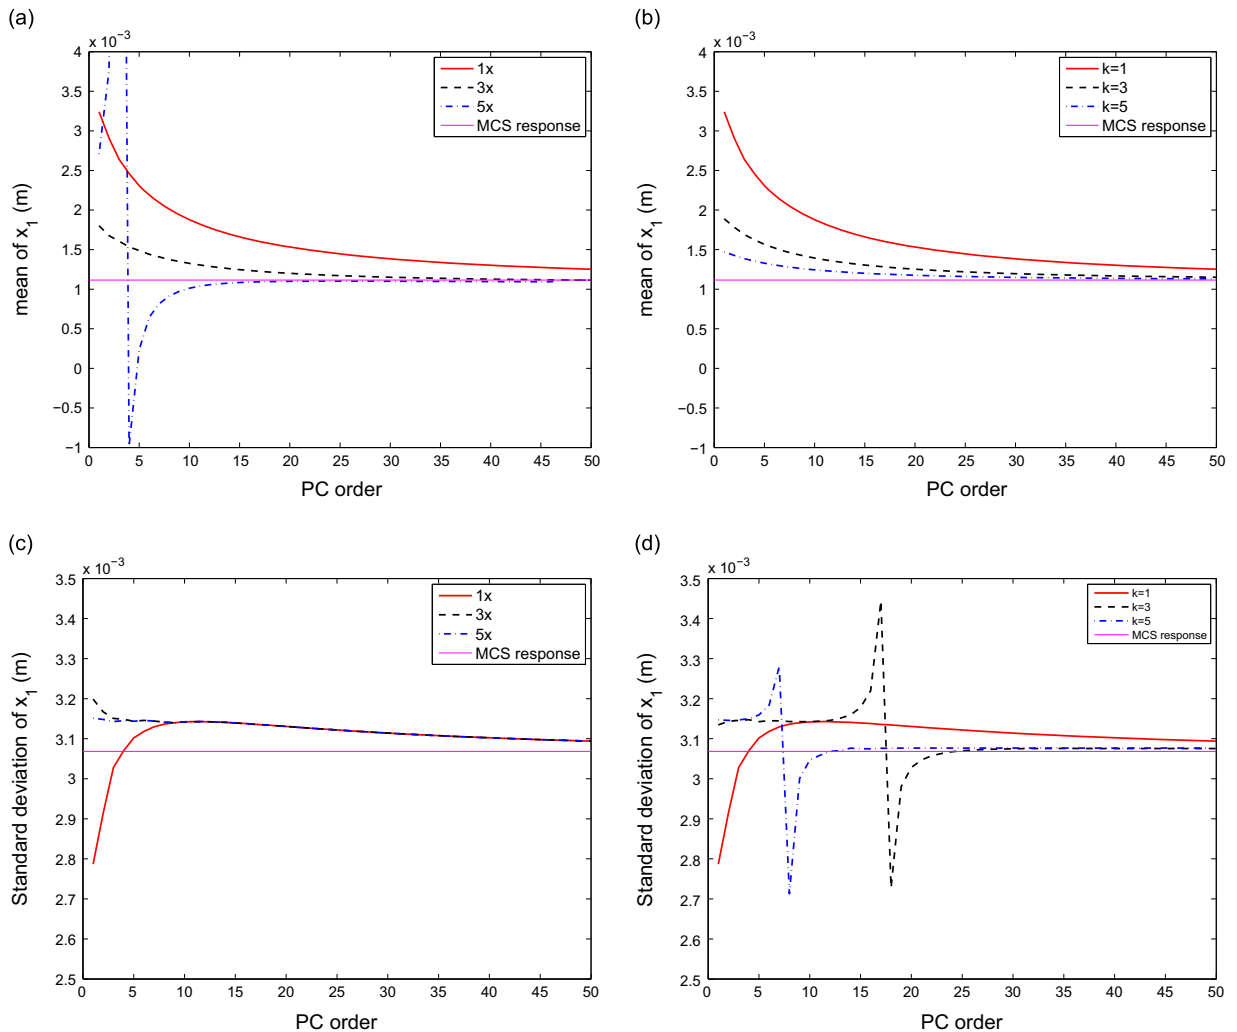 (a)
x 10⁻³
4
3.5
3
2.5
2
1.5
1
0.5
0
−0.5
−1
mean of x₁ (m)
1x
3x
5x
MCS response
0 5 10 15 20 25 30 35 40 45 50
PC order
(b)
x 10⁻³
4
3.5
3
2.5
2
1.5
1
0.5
0
−0.5
−1
mean of x₁ (m)
k=1
k=3
k=5
MCS response
0 5 10 15 20 25 30 35 40 45 50
PC order
(c)
x 10⁻³
3.5
3.4
3.3
3.2
3.1
3
2.9
2.8
2.7
2.6
2.5
Standard deviation of x₁ (m)
1x
3x
5x
MCS response
0 5 10 15 20 25 30 35 40 45 50
PC order
(d)
x 10⁻³
3.5
3.4
3.3
3.2
3.1
3
2.9
2.8
2.7
2.6
2.5
Standard deviation of x₁ (m)
k=1
k=3
k=5
MCS response
0 5 10 15 20 25 30 35 40 45 50
PC order